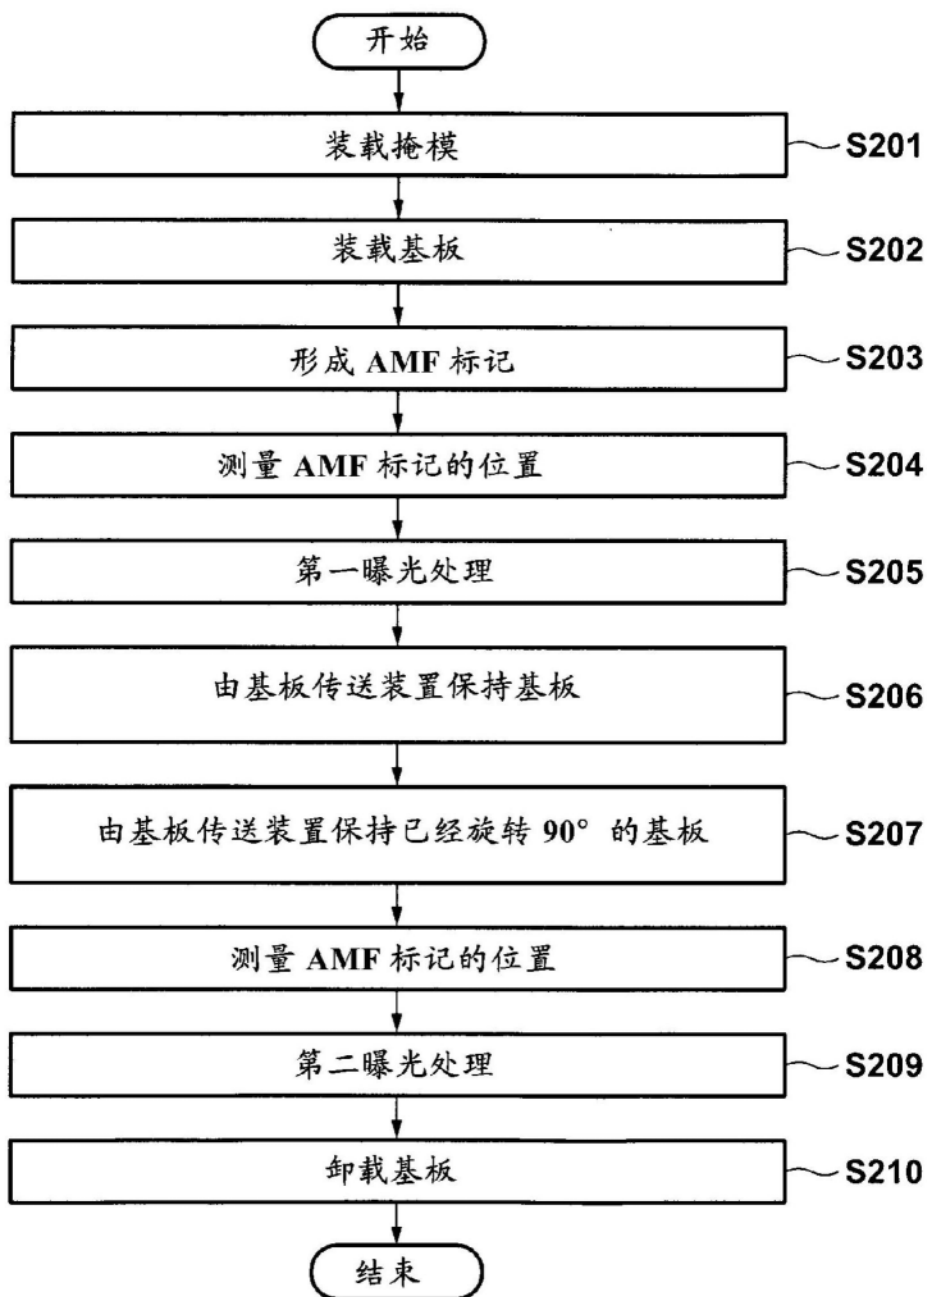 开始
装载掩模 S201
装载基板 S202
形成 AMF 标记 S203
测量 AMF 标记的位置 S204
第一曝光处理 S205
由基板传送装置保持基板 S206
由基板传送装置保持已经旋转 90° 的基板 S207
测量 AMF 标记的位置 S208
第二曝光处理 S209
卸载基板 S210
结束